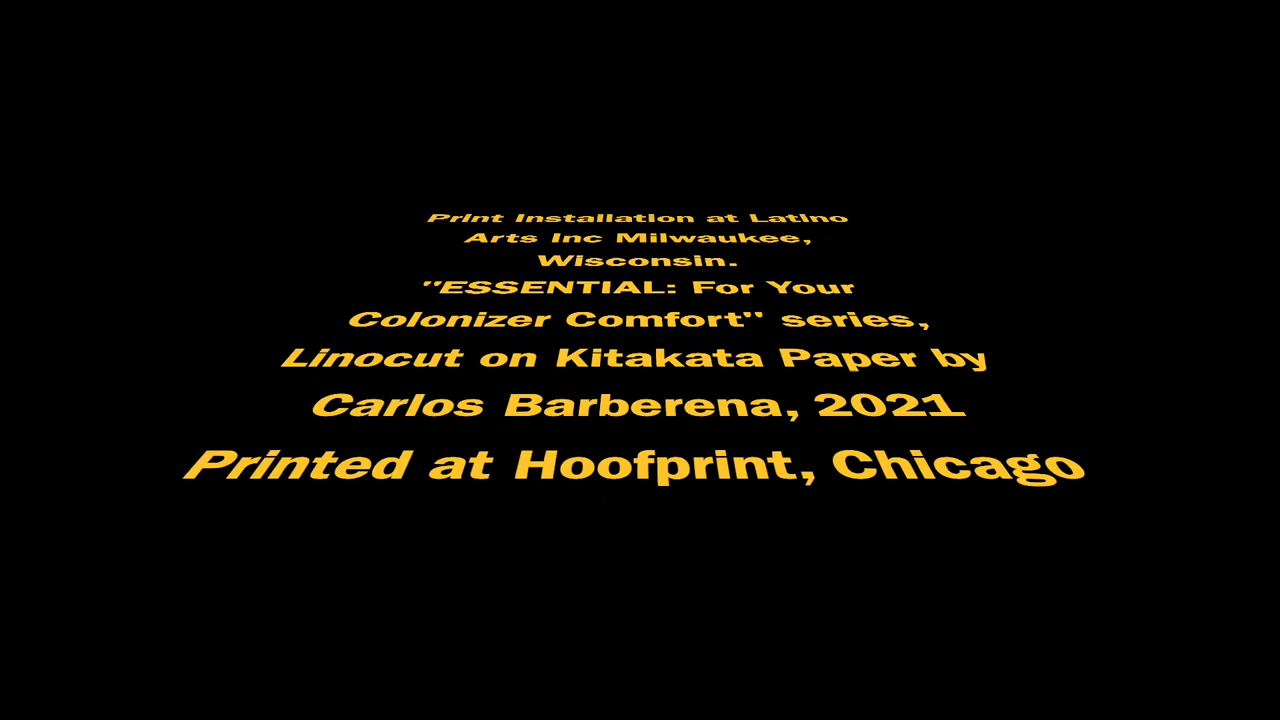 Print Installation at Latino
Arts Inc Milwaukee,
Wisconsin.
"ESSENTIAL: For Your
Colonizer Comfort" series,
Linocut on Kitakata Paper by
Carlos Barberena, 2021
Printed at Hoofprint, Chicago